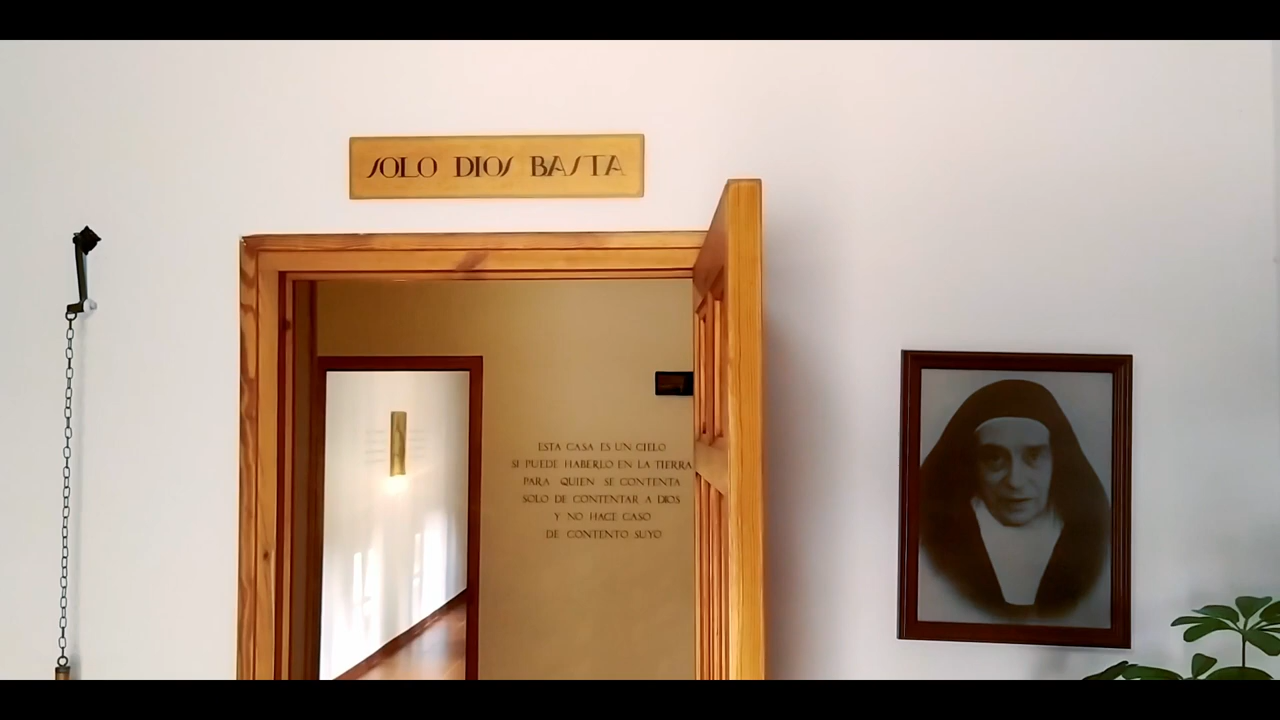 SOLO DIOS BASTA
ESTA CASA ES UN CIELO
SI PUEDE HABERLO EN LA TIERRA
PARA QUIEN SE CONTENTA
SOLO DE CONTENTAR A DIOS
Y NO HACE CASO
DE CONTENTO SUYO